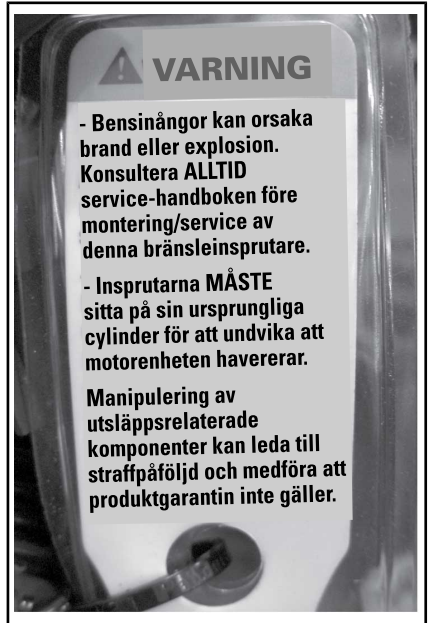 VARNING
- Bensinångor kan orsaka
brand eller explosion.
Konsultera ALLTID
service-handboken före
montering/service av
denna bränsleinsprutare.
- Insprutarna MÅSTE
sitta på sin ursprungliga
cylinder för att undvika att
motorenheten havererar.
Manipulering av
utsläppsrelaterade
komponenter kan leda till
straffpåföljd och medföra att
produktgarantin inte gäller.